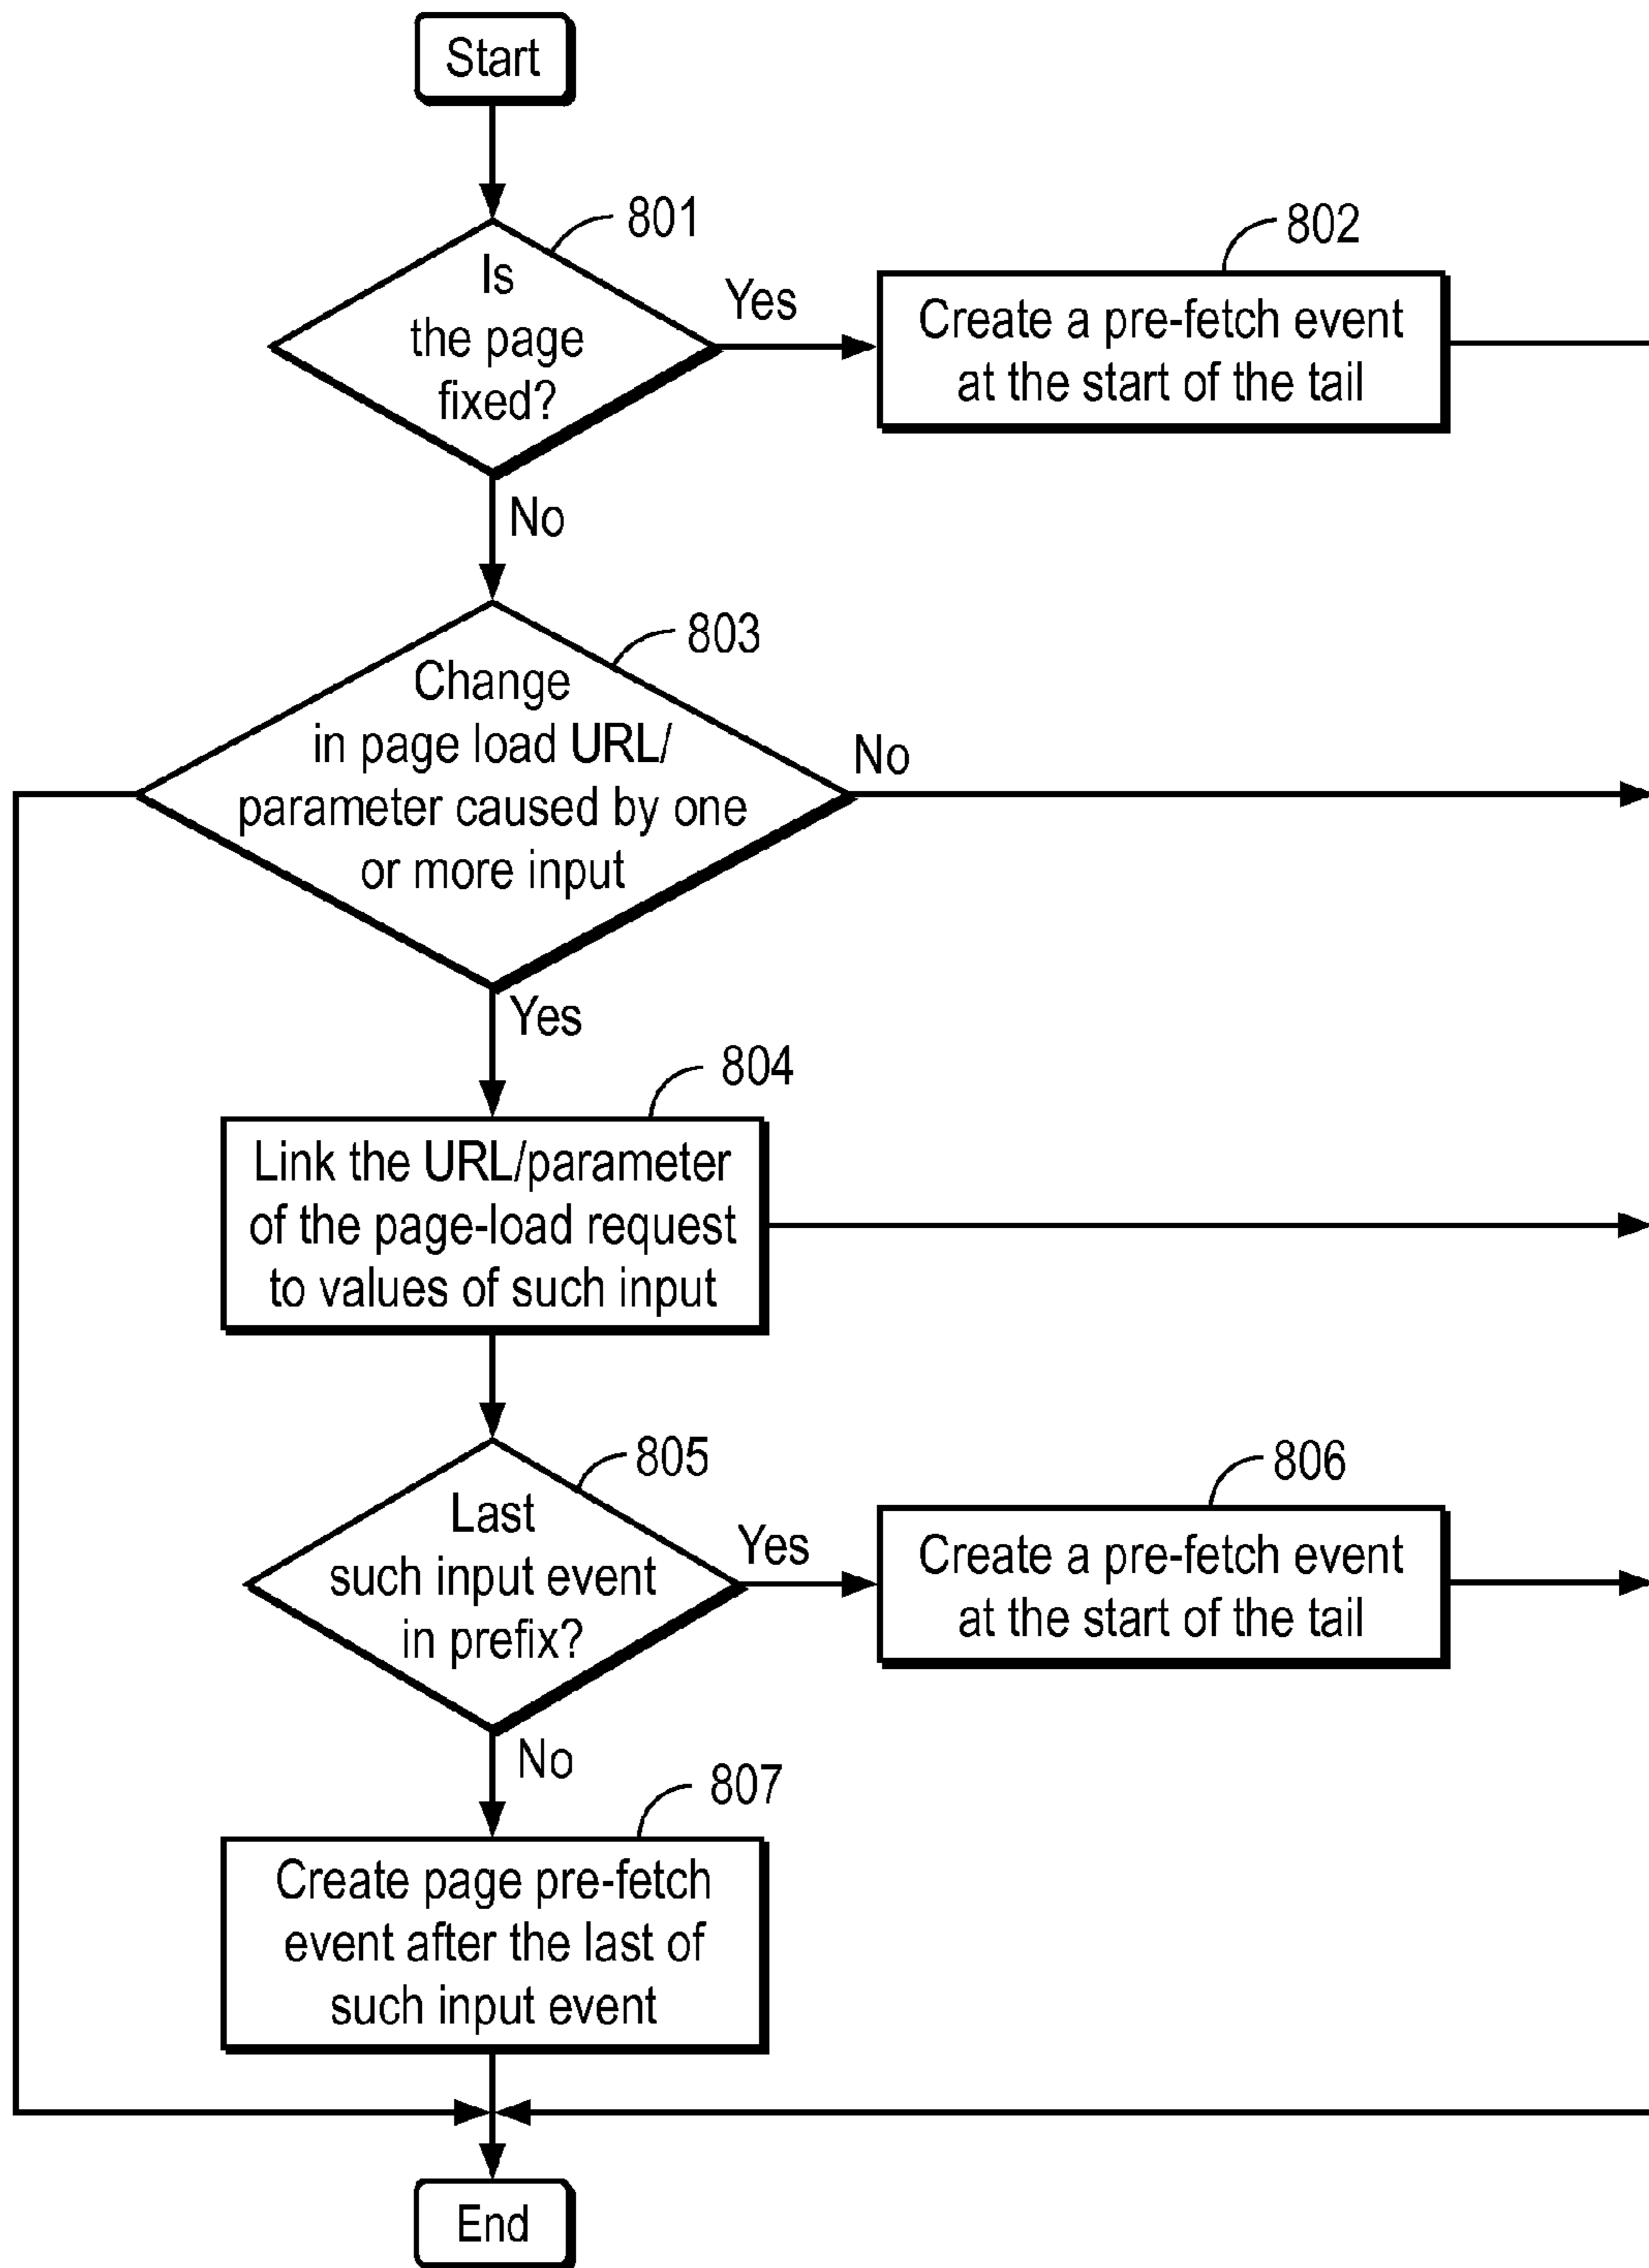 Start
801
Is
the page
fixed?
Yes
802
Create a pre-fetch event
at the start of the tail
No
803
Change
in page load URL/
parameter caused by one
or more input
No
Yes
804
Link the URL/parameter
of the page-load request
to values of such input
805
Last
such input event
in prefix?
Yes
806
Create a pre-fetch event
at the start of the tail
No
807
Create page pre-fetch
event after the last of
such input event
End